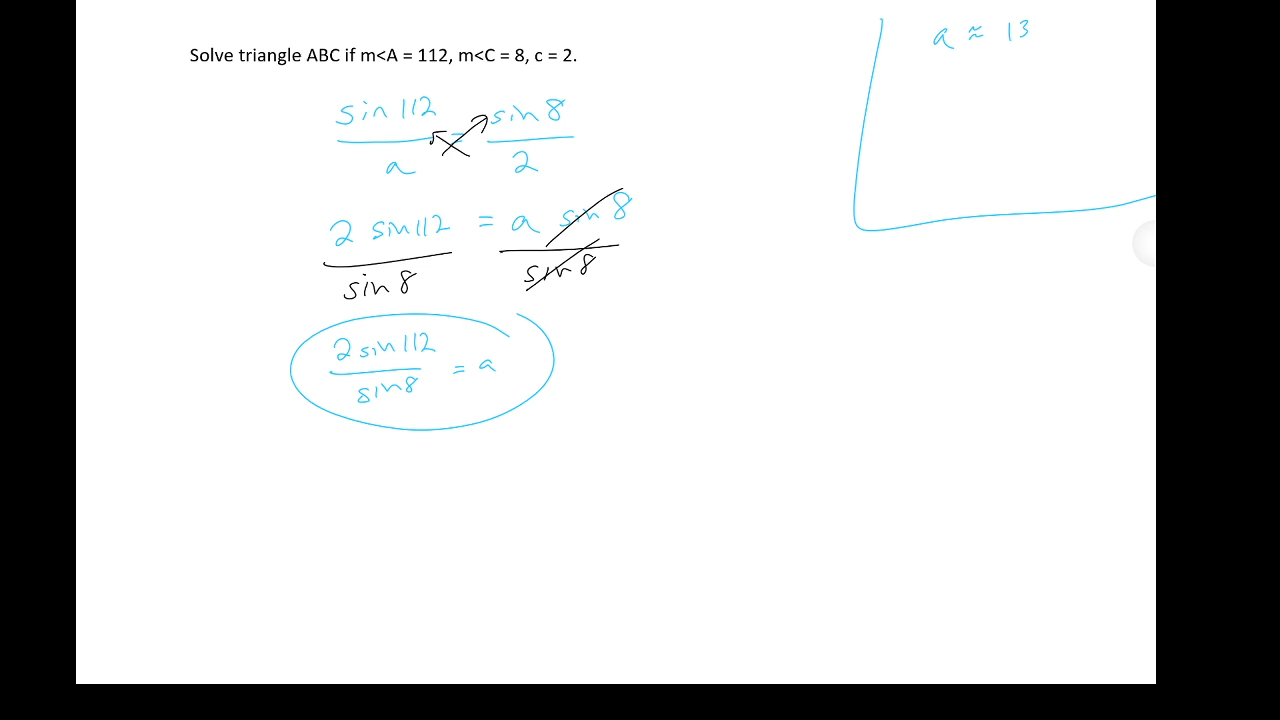 Solve triangle ABC if m<A = 112, m<C = 8, c = 2.
a ≈ 13
sin 112 / a = sin 8 / 2
2 sin 112 = a sin 8
sin 8 sin 8
2 sin 112 / sin 8 = a